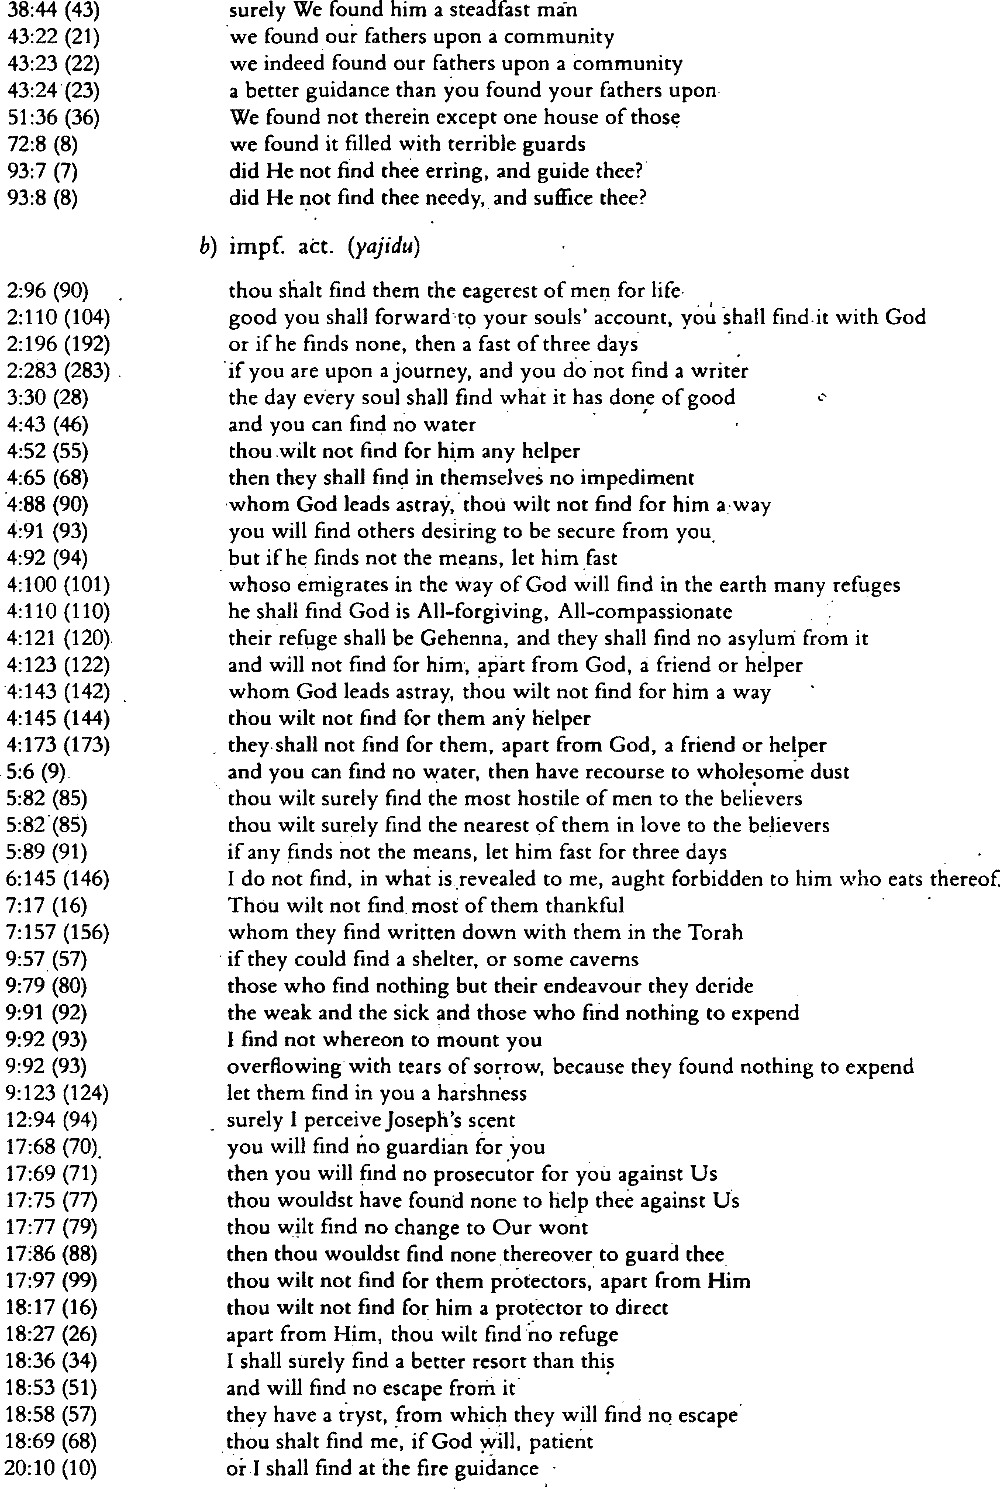 38:44 (43) surely We found him a steadfast man
43:22 (21) we found our fathers upon a community
43:23 (22) we indeed found our fathers upon a community
43:24 (23) a better guidance than you found your fathers upon
51:36 (36) We found not therein except one house of those
72:8 (8) we found it filled with terrible guards
93:7 (7) did He not find thee erring, and guide thee?
93:8 (8) did He not find thee needy, and suffice thee?
b) impf. act. (yajidu)
2:96 (90) thou shalt find them the eagerest of men for life
2:110 (104) good you shall forward to your souls' account, you shall find it with God
2:196 (192) or if he finds none, then a fast of three days
2:283 (283) if you are upon a journey, and you do not find a writer
3:30 (28) the day every soul shall find what it has done of good
4:43 (46) and you can find no water
4:52 (55) thou wilt not find for him any helper
4:65 (68) then they shall find in themselves no impediment
4:88 (90) whom God leads astray, thou wilt not find for him a way
4:91 (93) you will find others desiring to be secure from you
4:92 (94) but if he finds not the means, let him fast
4:100 (101) whoso emigrates in the way of God will find in the earth many refuges
4:110 (110) he shall find God is All-forgiving, All-compassionate
4:121 (120) their refuge shall be Gehenna, and they shall find no asylum from it
4:123 (122) and will not find for him, apart from God, a friend or helper
4:143 (142) whom God leads astray, thou wilt not find for him a way
4:145 (144) thou wilt not find for them any helper
4:173 (173) they shall not find for them, apart from God, a friend or helper
5:6 (9) and you can find no water, then have recourse to wholesome dust
5:82 (85) thou wilt surely find the most hostile of men to the believers
5:82 (85) thou wilt surely find the nearest of them in love to the believers
5:89 (91) if any finds not the means, let him fast for three days
6:145 (146) I do not find, in what is revealed to me, aught forbidden to him who eats thereof
7:17 (16) Thou wilt not find most of them thankful
7:157 (156) whom they find written down with them in the Torah
9:57 (57) if they could find a shelter, or some caverns
9:79 (80) those who find nothing but their endeavour they deride
9:91 (92) the weak and the sick and those who find nothing to expend
9:92 (93) I find not whereon to mount you
9:92 (93) overflowing with tears of sorrow, because they found nothing to expend
9:123 (124) let them find in you a harshness
12:94 (94) surely I perceive Joseph's scent
17:68 (70) you will find no guardian for you
17:69 (71) then you will find no prosecutor for you against Us
17:75 (77) thou wouldst have found none to help thee against Us
17:77 (79) thou wilt find no change to Our wont
17:86 (88) then thou wouldst find none thereover to guard thee
17:97 (99) thou wilt not find for them protectors, apart from Him
18:17 (16) thou wilt not find for him a protector to direct
18:27 (26) apart from Him, thou wilt find no refuge
18:36 (34) I shall surely find a better resort than this
18:53 (51) and will find no escape from it
18:58 (57) they have a tryst, from which they will find no escape
18:69 (68) thou shalt find me, if God will, patient
20:10 (10) or I shall find at the fire guidance